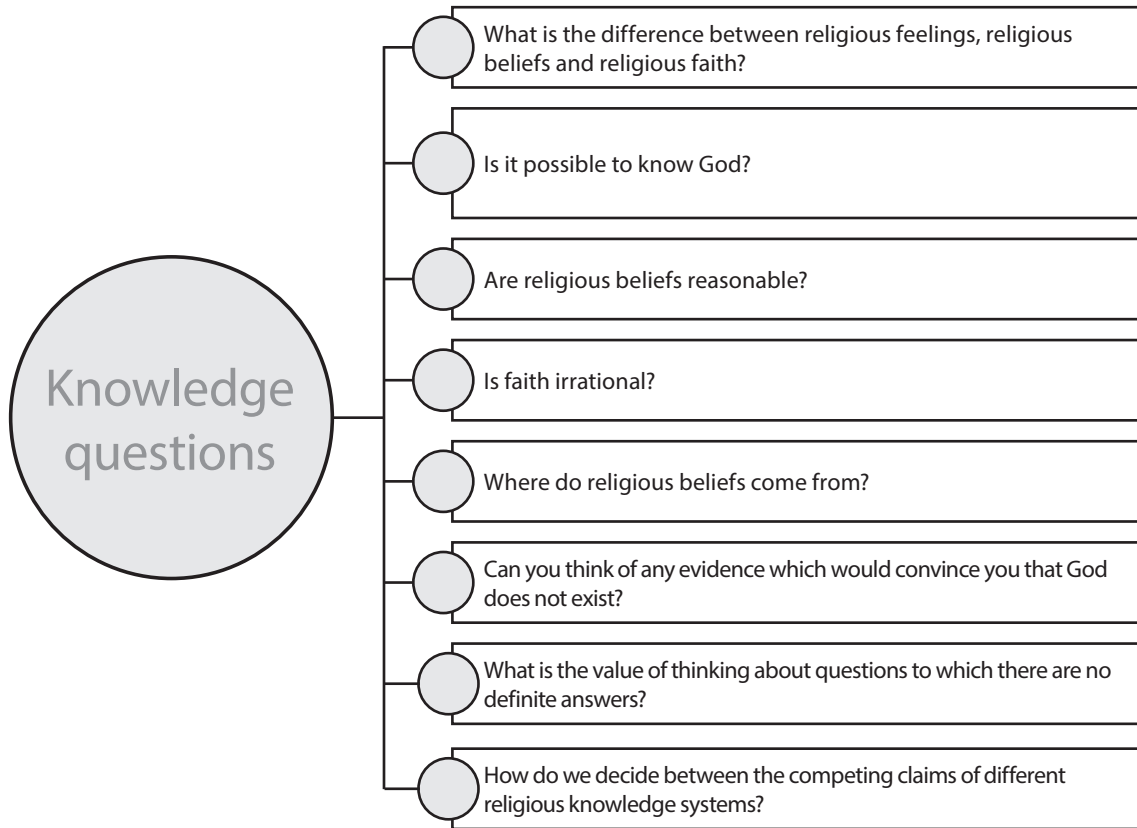 What is the difference between religious feelings, religious
beliefs and religious faith?
Is it possible to know God?
Are religious beliefs reasonable?
Is faith irrational?
Knowledge
questions
Where do religious beliefs come from?
Can you think of any evidence which would convince you that God
does not exist?
What is the value of thinking about questions to which there are no
definite answers?
How do we decide between the competing claims of different
religious knowledge systems?